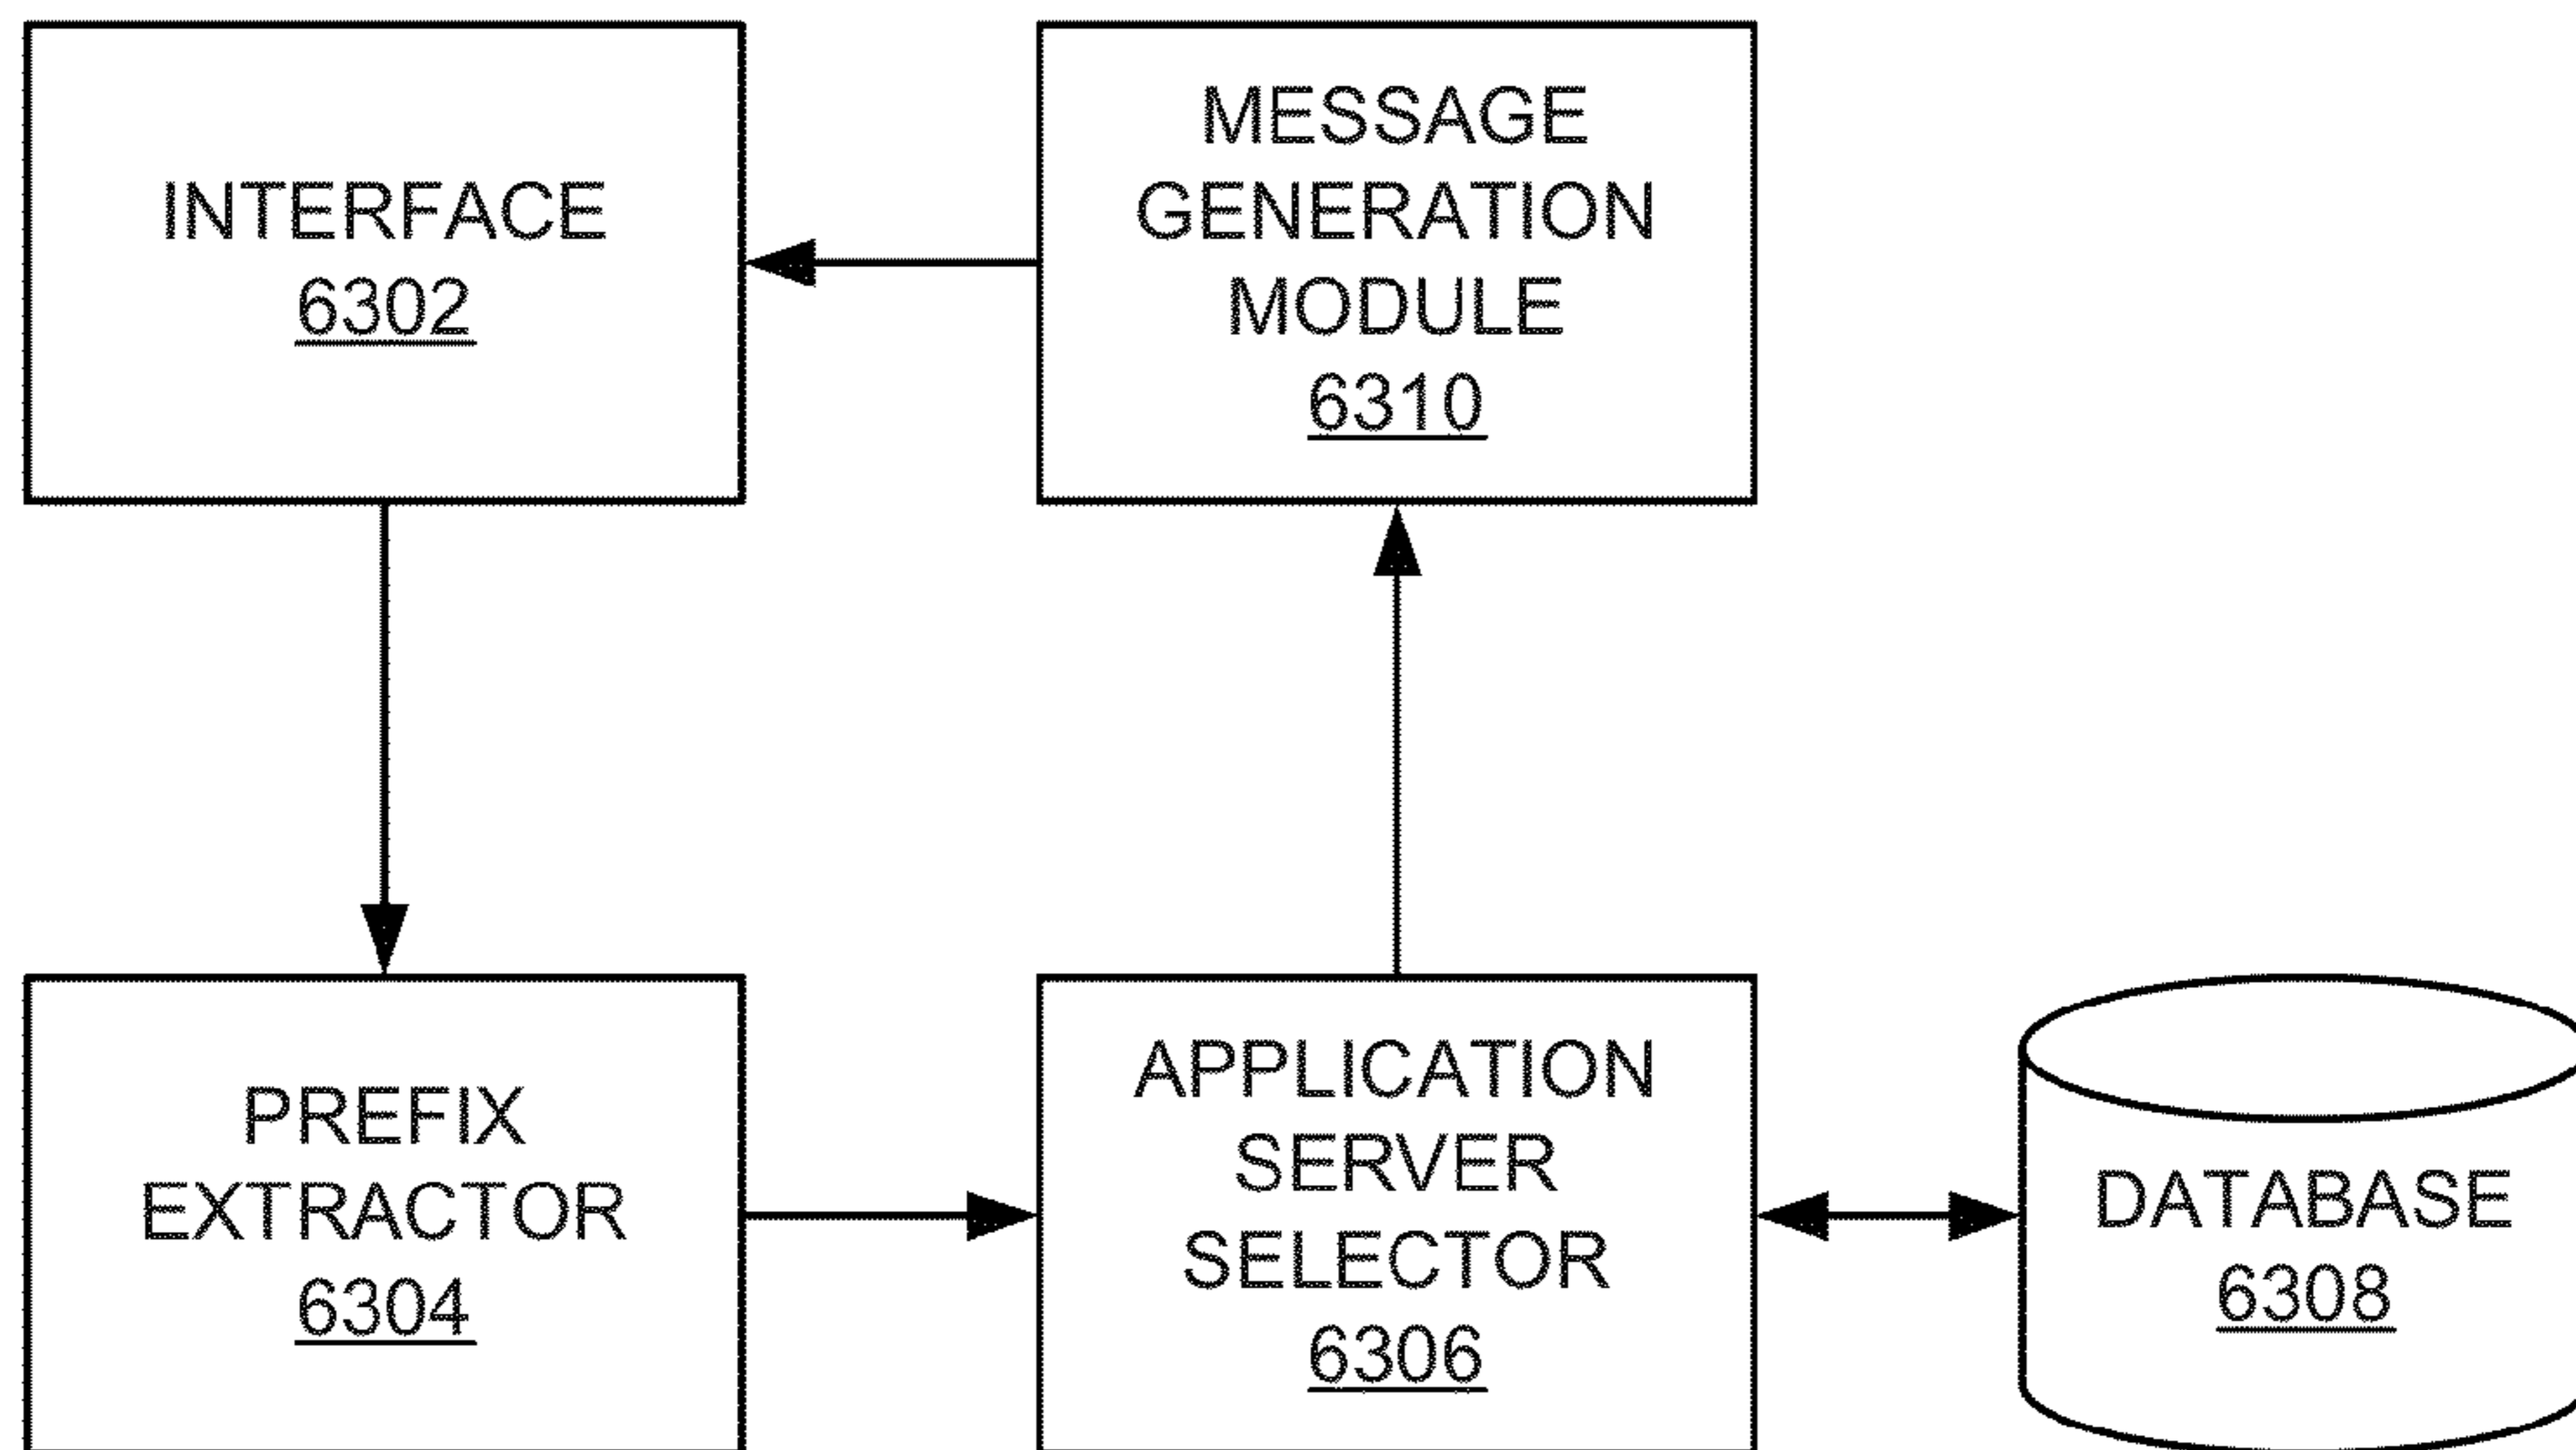 INTERFACE
6302
MESSAGE
GENERATION
MODULE
6310
PREFIX
EXTRACTOR
6304
APPLICATION
SERVER
SELECTOR
6306
DATABASE
6308